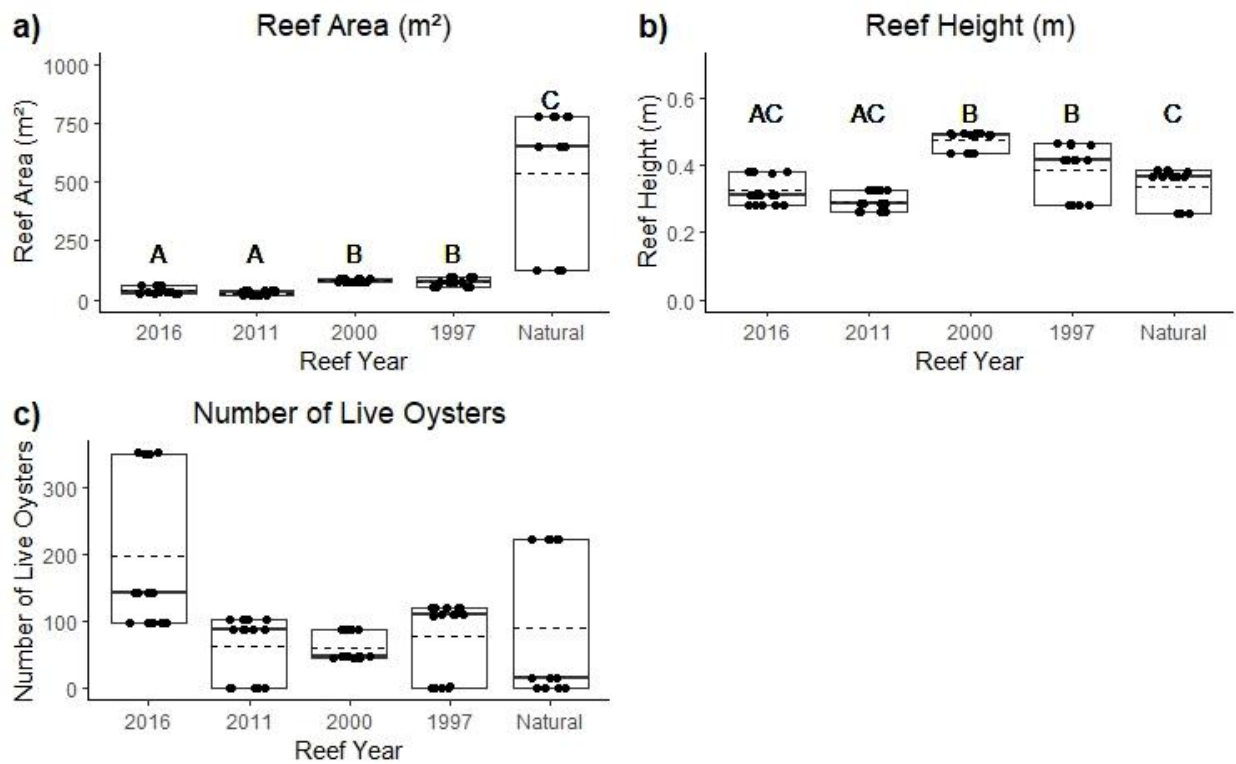 a) Reef Area (m²)
Reef Area (m²)
1000
750
500
250
0
A A B B C
2016 2011 2000 1997 Natural
Reef Year
b) Reef Height (m)
Reef Height (m)
0.6
0.4
0.2
0.0
AC AC B B C
2016 2011 2000 1997 Natural
Reef Year
c) Number of Live Oysters
Number of Live Oysters
300
200
100
0
2016 2011 2000 1997 Natural
Reef Year